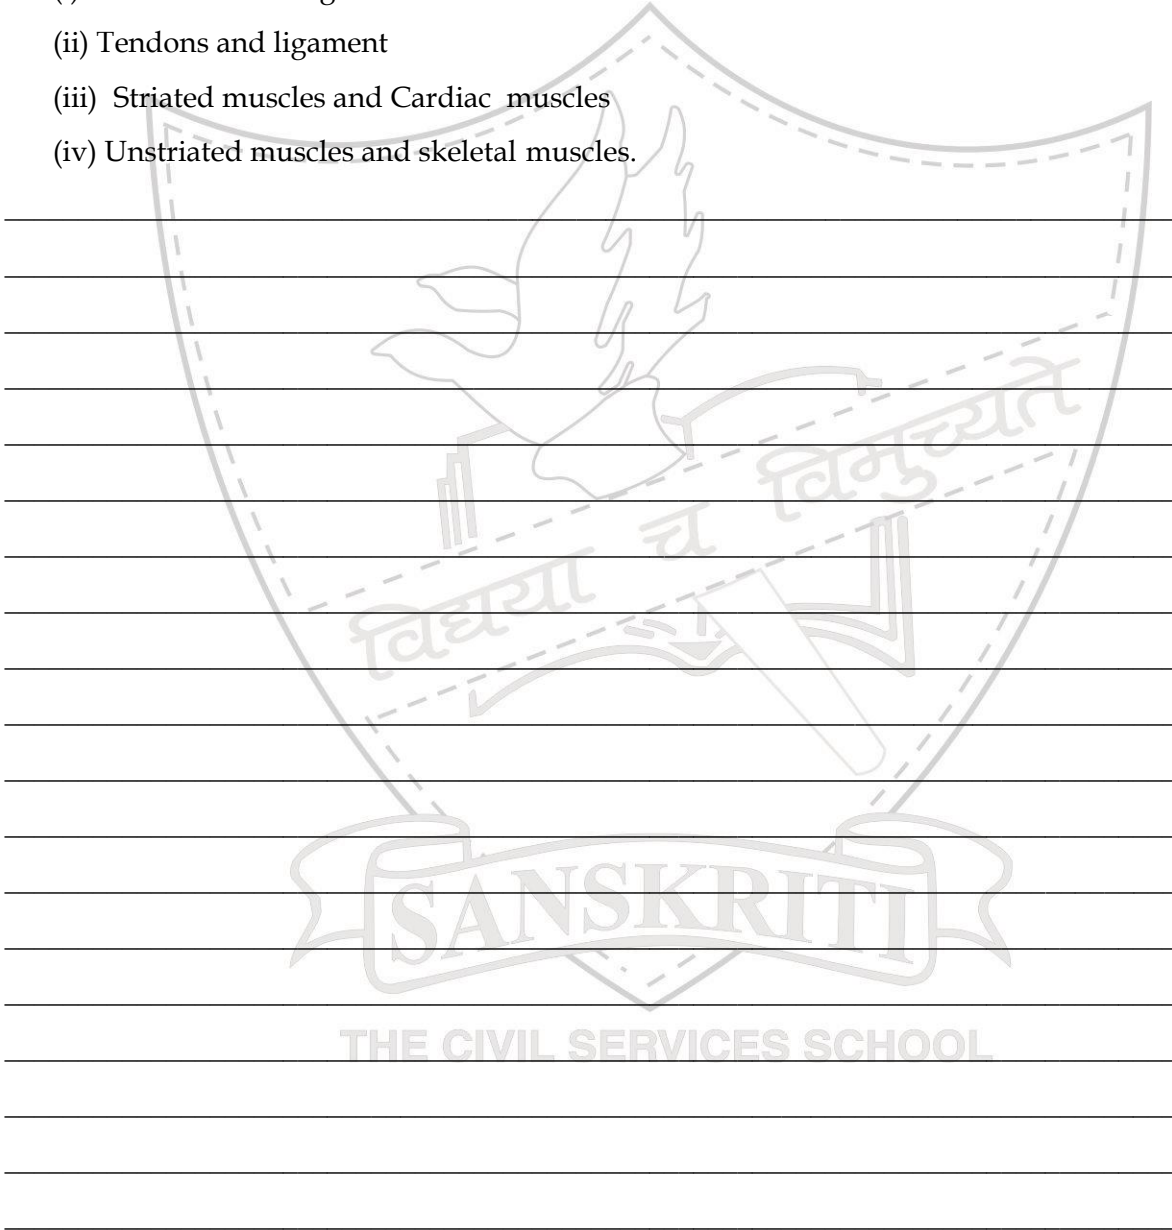 (ii) Tendons and ligament
(iii) Striated muscles and Cardiac muscles
(iv) Unstriated muscles and skeletal muscles.
विद्यया च विमुच्यते
SANSKRITI
THE CIVIL SERVICES SCHOOL